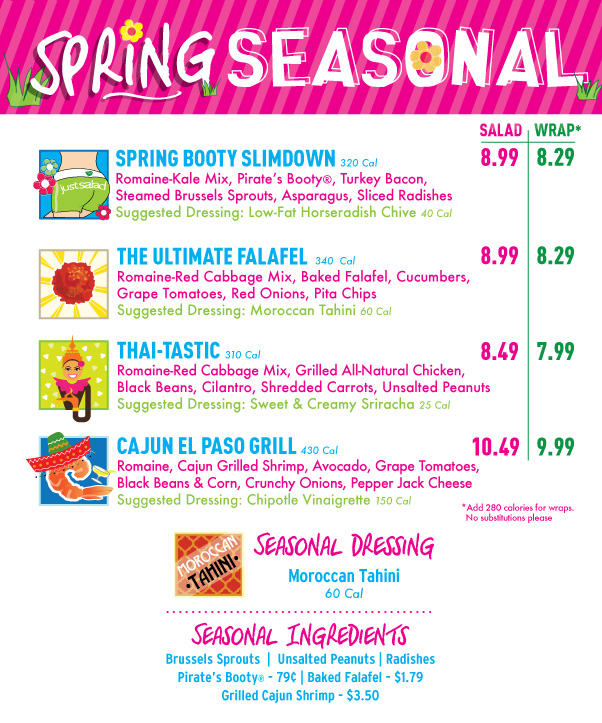 SPRING SEASONAL
SALAD | WRAP*
just salad
SPRING BOOTY SLIMDOWN 320 Cal 8.99 8.29
Romaine-Kale Mix, Pirate's Booty®, Turkey Bacon,
Steamed Brussels Sprouts, Asparagus, Sliced Radishes
Suggested Dressing: Low-Fat Horseradish Chive 40 Cal
THE ULTIMATE FALAFEL 340 Cal 8.99 8.29
Romaine-Red Cabbage Mix, Baked Falafel, Cucumbers,
Grape Tomatoes, Red Onions, Pita Chips
Suggested Dressing: Moroccan Tahini 60 Cal
THAI-TASTIC 310 Cal 8.49 7.99
Romaine-Red Cabbage Mix, Grilled All-Natural Chicken,
Black Beans, Cilantro, Shredded Carrots, Unsalted Peanuts
Suggested Dressing: Sweet & Creamy Sriracha 25 Cal
CAJUN EL PASO GRILL 430 Cal 10.49 9.99
Romaine, Cajun Grilled Shrimp, Avocado, Grape Tomatoes,
Black Beans & Corn, Crunchy Onions, Pepper Jack Cheese
Suggested Dressing: Chipotle Vinaigrette 150 Cal
*Add 280 calories for wraps.
No substitutions please
MOROCCAN
•TAHINI•
SEASONAL DRESSING
Moroccan Tahini
60 Cal
SEASONAL INGREDIENTS
Brussels Sprouts | Unsalted Peanuts | Radishes
Pirate's Booty® - 79¢ | Baked Falafel - $1.79
Grilled Cajun Shrimp - $3.50